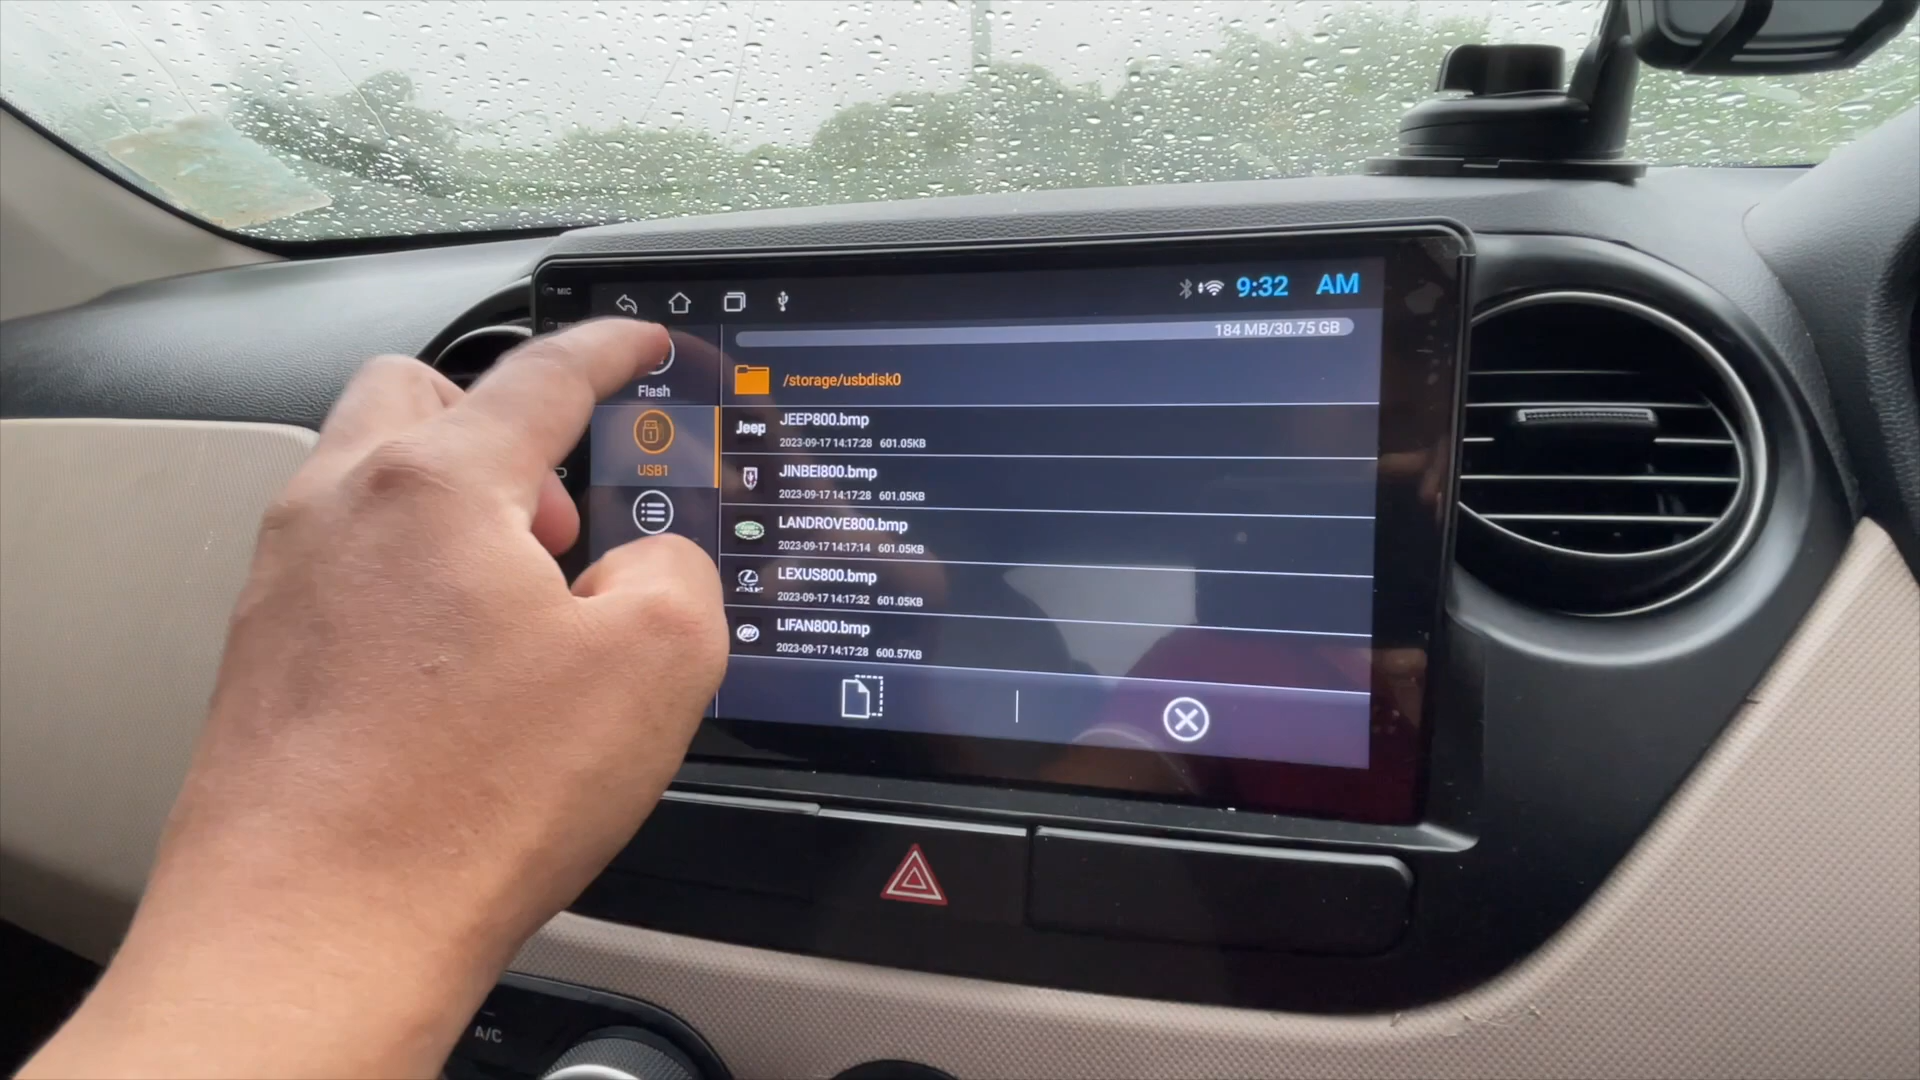 MIC
9:32 AM
184 MB/30.75 GB
Flash
/storage/usbdisk0
Jeep
JEEP800.bmp
2023-09-17 14:17:28 601.05KB
USB1
JINBEI800.bmp
2023-09-17 14:17:28 601.05KB
LANDROVE800.bmp
2023-09-17 14:17:14 601.05KB
LEXUS800.bmp
2023-09-17 14:17:32 601.05KB
LIFAN800.bmp
2023-09-17 14:17:28 600.57KB
A/C